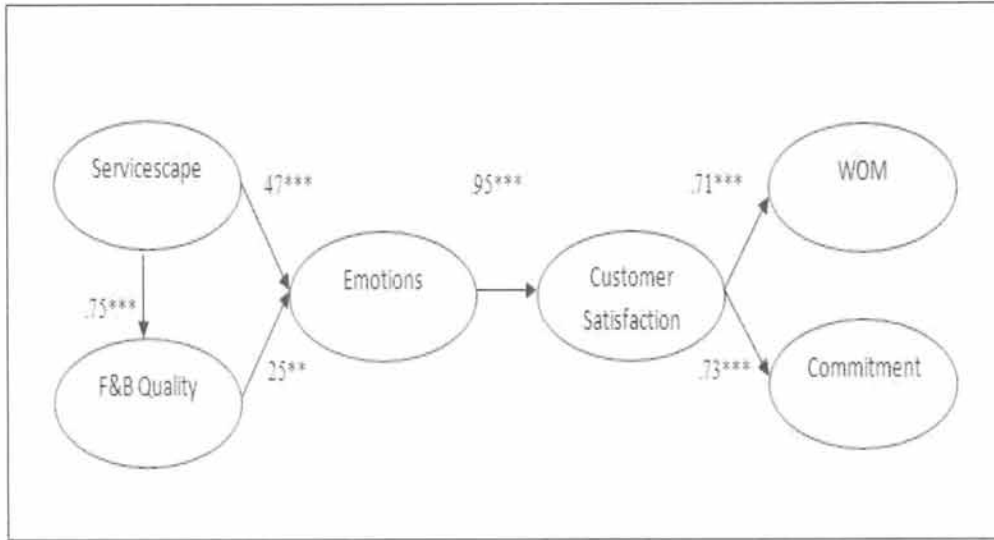 Servicescape
47***
.95***
.71***
WOM
Emotions
Customer
Satisfaction
.75***
F&B Quality
25**
.73***
Commitment